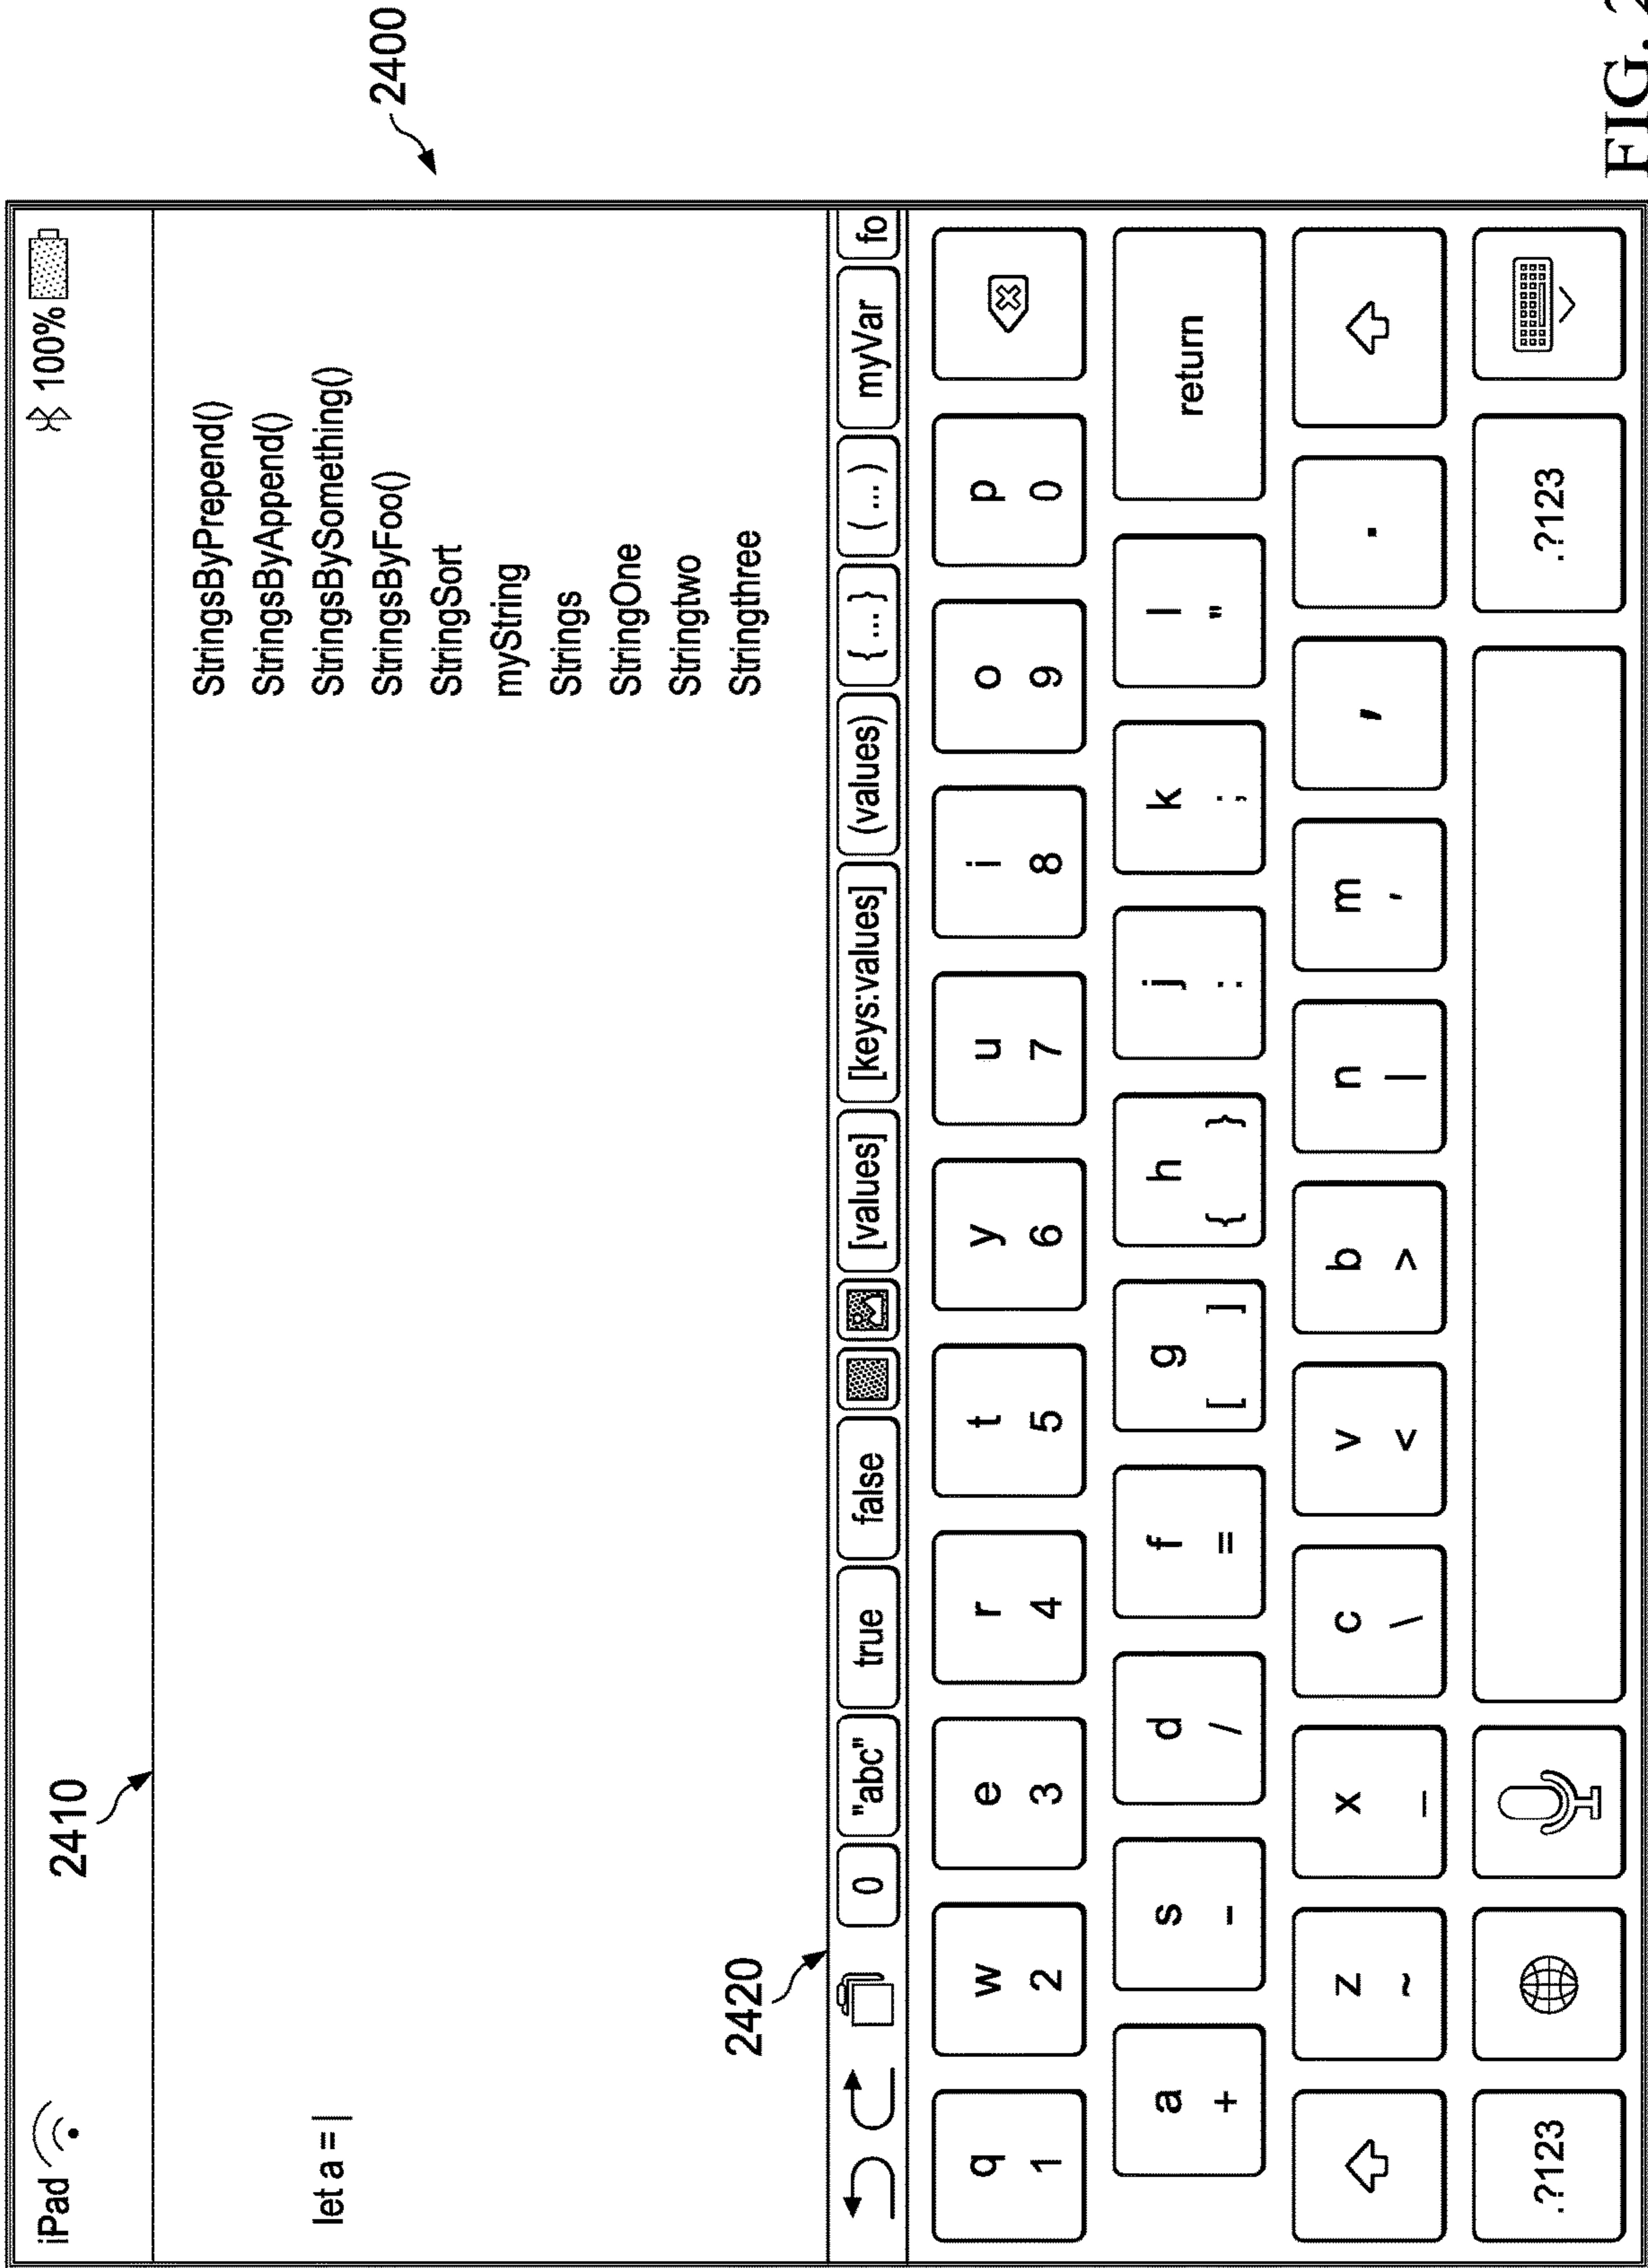 2400
iPad 2410 100%
StringsByPrepend()
StringsByAppend()
let a = | StringsBySomething()
StringsByFoo()
StringSort
myString
Strings
StringOne
Stringtwo
Stringthree
2420
0 "abc" true false [values] [keys:values] (values) { ... } ( ... ) myVar fo
q w e r t y u i o p
1 2 3 4 5 6 7 8 9 0
a s d f g h j k l return
+ - / = [ ] { } : ; "
z x c v b n m , .
~ _ \ < > | '
.?123 .?123
FIG. 2